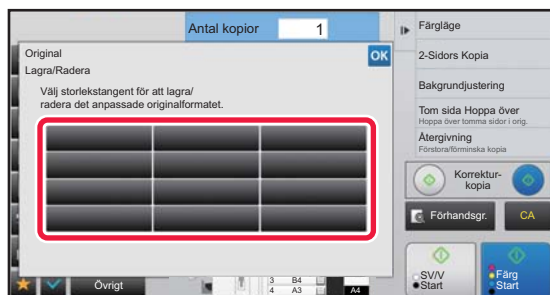 Antal kopior 1
Original
OK
Lagra/Radera
Välj storlekstangent för att lagra/
radera det anpassade originalformatet.
Övrigt
3 B4
4 A3
A4
Färgläge
2-Sidors Kopia
Bakgrundjustering
Tom sida Hoppa över
Hoppa över tomma sidor i orig.
Återgivning
Förstora/förminska kopia
Korrektur-
kopia
Förhandsgr.
CA
SV/V
Start
Färg
Start